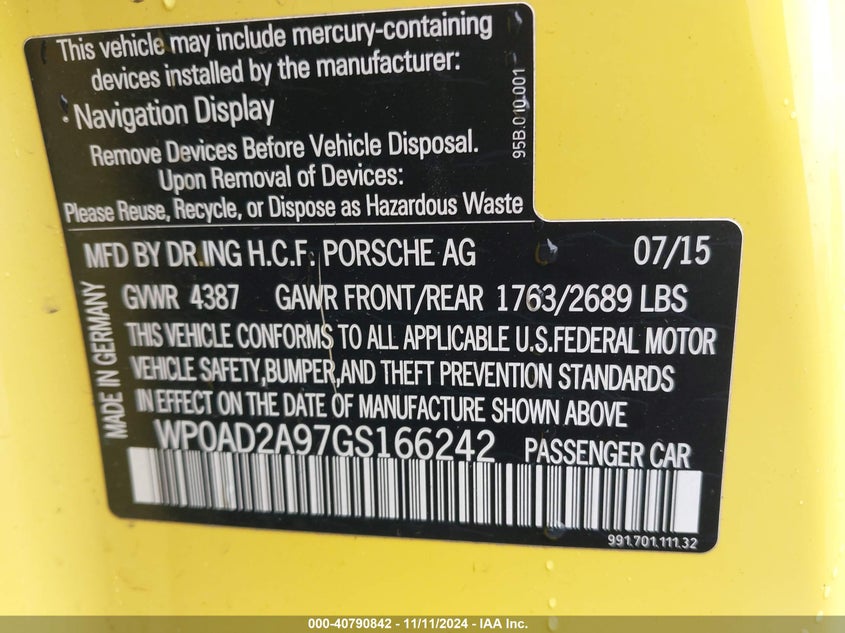 This vehicle may include mercury-containing
devices installed by the manufacturer:
· Navigation Display
Remove Devices Before Vehicle Disposal.
Upon Removal of Devices:
Please Reuse, Recycle, or Dispose as Hazardous Waste
95B.010.001
MFD BY DR.ING H.C.F. PORSCHE AG 07/15
GVWR 4387 GAWR FRONT/REAR 1763/2689 LBS
THIS VEHICLE CONFORMS TO ALL APPLICABLE U.S.FEDERAL MOTOR
VEHICLE SAFETY,BUMPER,AND THEFT PREVENTION STANDARDS
IN EFFECT ON THE DATE OF MANUFACTURE SHOWN ABOVE
MADE IN GERMANY
WP0AD2A97GS166242 PASSENGER CAR
991.701.111.32
000-40790842 - 11/11/2024 - IAA Inc.